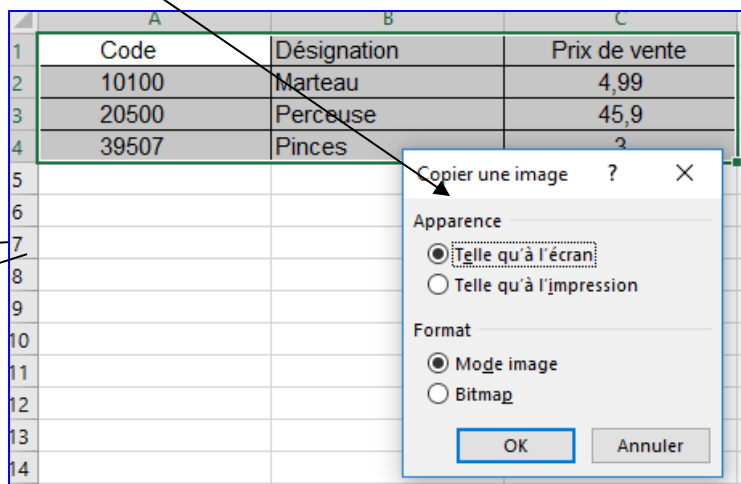 A B C
1 Code Désignation Prix de vente
2 10100 Marteau 4,99
3 20500 Perceuse 45,9
4 39507 Pinces 3
5 Copier une image ? ×
6
Apparence
7 Telle qu'à l'écran
8 Telle qu'à l'impression
9
Format
10
11 Mode image
12 Bitmap
13 OK Annuler
14